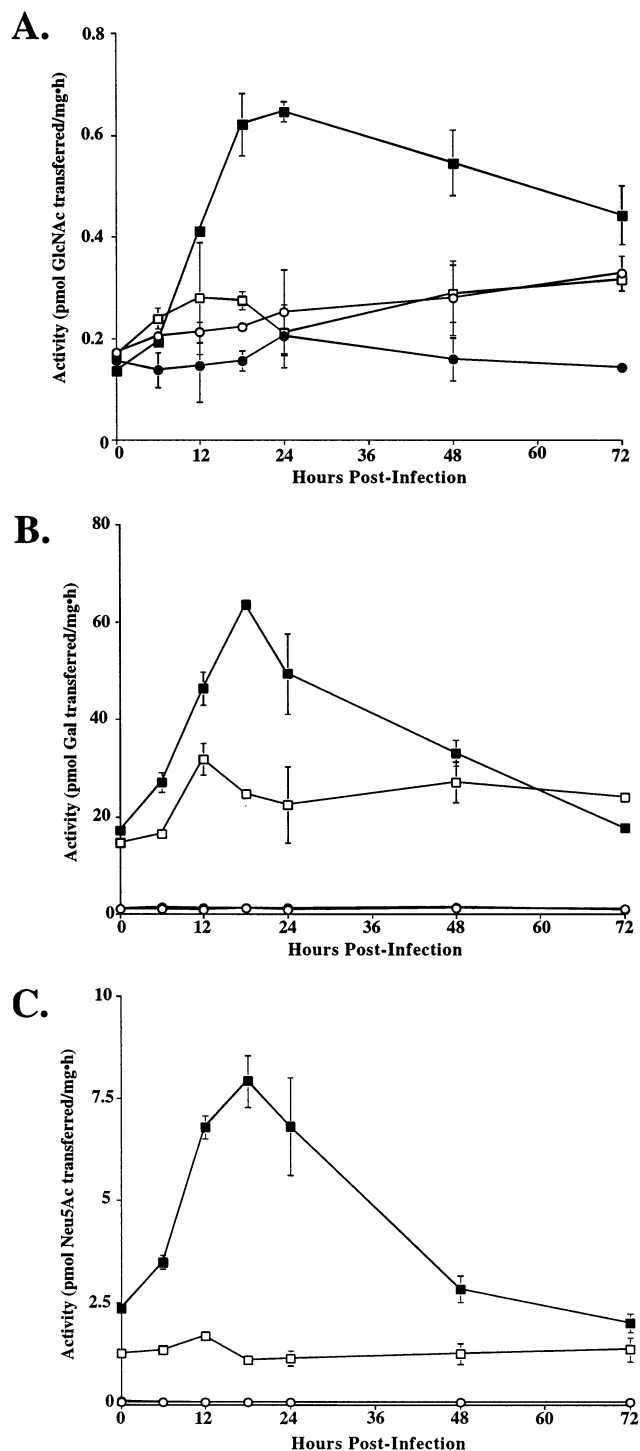 A.
Activity (pmol GlcNAc transferred/mg•h)
0.8
0.6
0.4
0.2
0
0 12 24 36 48 60 72
Hours Post-Infection
B.
Activity (pmol Gal transferred/mg•h)
80
60
40
20
0
0 12 24 36 48 60 72
Hours Post-Infection
C.
Activity (pmol Neu5Ac transferred/mg•h)
10
7.5
5
2.5
0
0 12 24 36 48 60 72
Hours Post-Infection